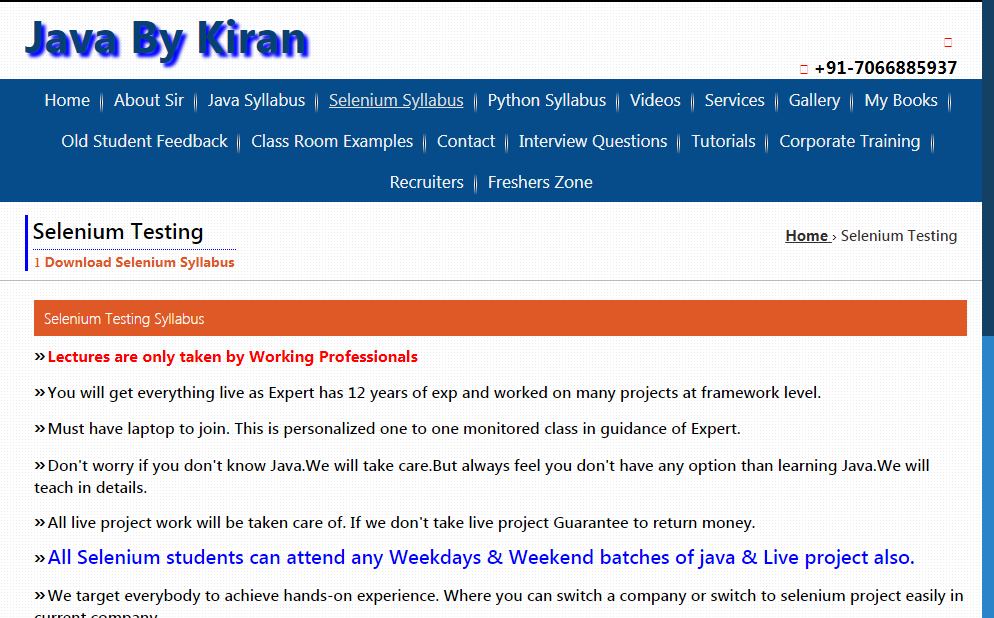 Java By Kiran
+91-7066885937
Home About Sir Java Syllabus Selenium Syllabus Python Syllabus Videos Services Gallery My Books
Old Student Feedback Class Room Examples Contact Interview Questions Tutorials Corporate Training
Recruiters Freshers Zone
Selenium Testing
Home › Selenium Testing
1 Download Selenium Syllabus
Selenium Testing Syllabus
» Lectures are only taken by Working Professionals
» You will get everything live as Expert has 12 years of exp and worked on many projects at framework level.
» Must have laptop to join. This is personalized one to one monitored class in guidance of Expert.
» Don't worry if you don't know Java.We will take care.But always feel you don't have any option than learning Java.We will
teach in details.
» All live project work will be taken care of. If we don't take live project Guarantee to return money.
» All Selenium students can attend any Weekdays & Weekend batches of java & Live project also.
» We target everybody to achieve hands-on experience. Where you can switch a company or switch to selenium project easily in
current company.